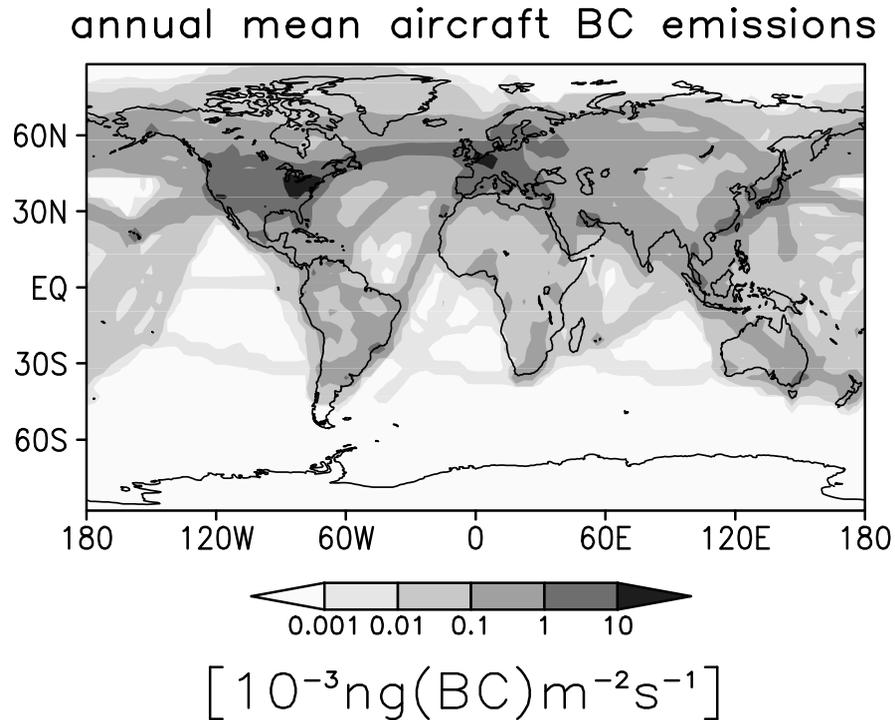 annual mean aircraft BC emissions
60N
30N
EQ
30S
60S
180 120W 60W 0 60E 120E 180
0.001 0.01 0.1 1 10
[10⁻³ng(BC)m⁻²s⁻¹]